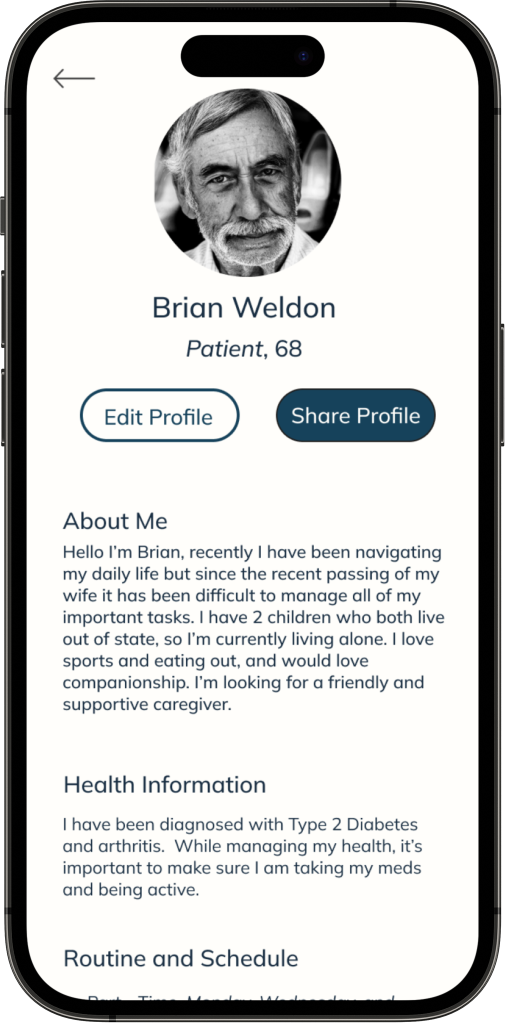 Brian Weldon
Patient, 68
Edit Profile
Share Profile
About Me
Hello I'm Brian, recently I have been navigating
my daily life but since the recent passing of my
wife it has been difficult to manage all of my
important tasks. I have 2 children who both live
out of state, so I'm currently living alone. I love
sports and eating out, and would love
companionship. I'm looking for a friendly and
supportive caregiver.
Health Information
I have been diagnosed with Type 2 Diabetes
and arthritis.  While managing my health, it's
important to make sure I am taking my meds
and being active.
Routine and Schedule
Part - Time, Monday, Wednesday, and